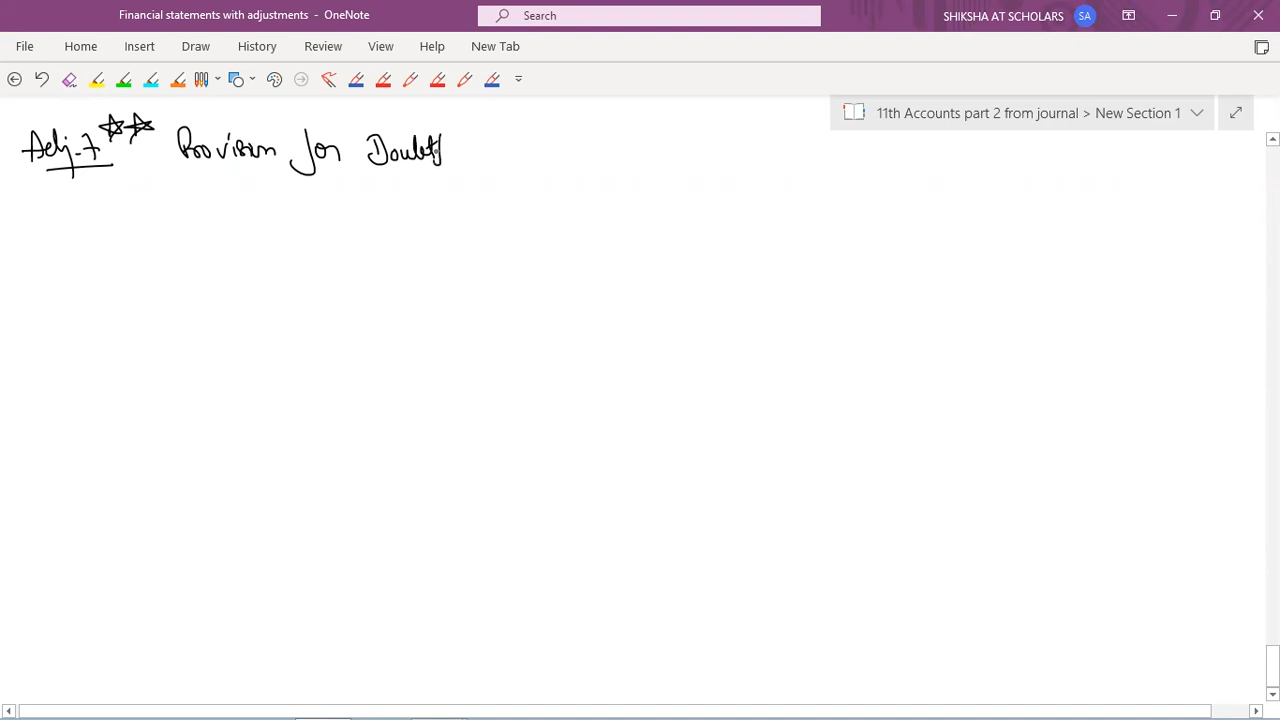 Financial statements with adjustments - OneNote
Search
SHIKSHA AT SCHOLARS SA
File Home Insert Draw History Review View Help New Tab
11th Accounts part 2 from journal > New Section 1
Adj-7 Provision for Doubtf